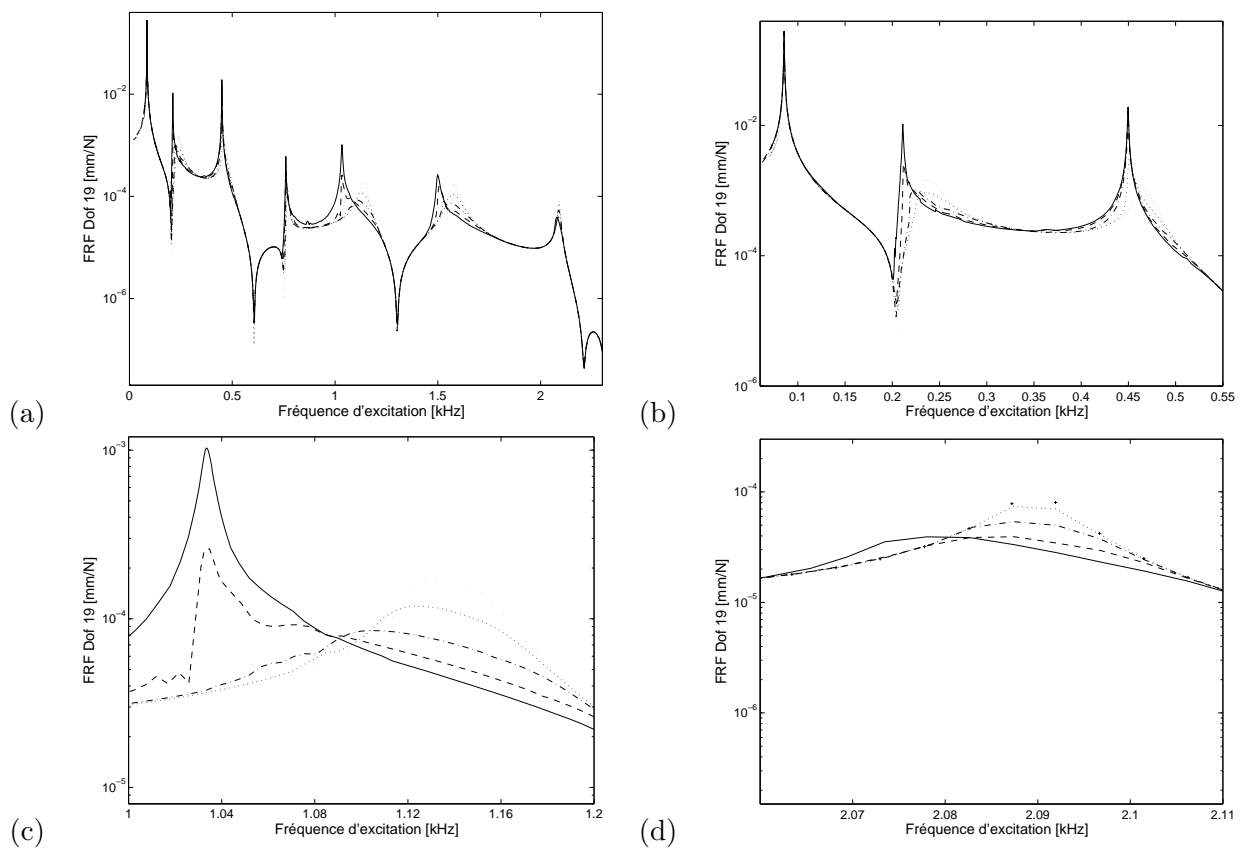 10⁻²
10⁻⁴
10⁻⁶
FRF Dof 19 [mm/N]
0 0.5 1 1.5 2
Fréquence d'excitation [kHz]
(a)
10⁻²
10⁻⁴
10⁻⁶
FRF Dof 19 [mm/N]
0.1 0.15 0.2 0.25 0.3 0.35 0.4 0.45 0.5 0.55
Fréquence d'excitation [kHz]
(b)
10⁻³
10⁻⁴
10⁻⁵
FRF Dof 19 [mm/N]
1 1.04 1.08 1.12 1.16 1.2
Fréquence d'excitation [kHz]
(c)
10⁻⁴
10⁻⁵
10⁻⁶
FRF Dof 19 [mm/N]
2.07 2.08 2.09 2.1 2.11
Fréquence d'excitation [kHz]
(d)